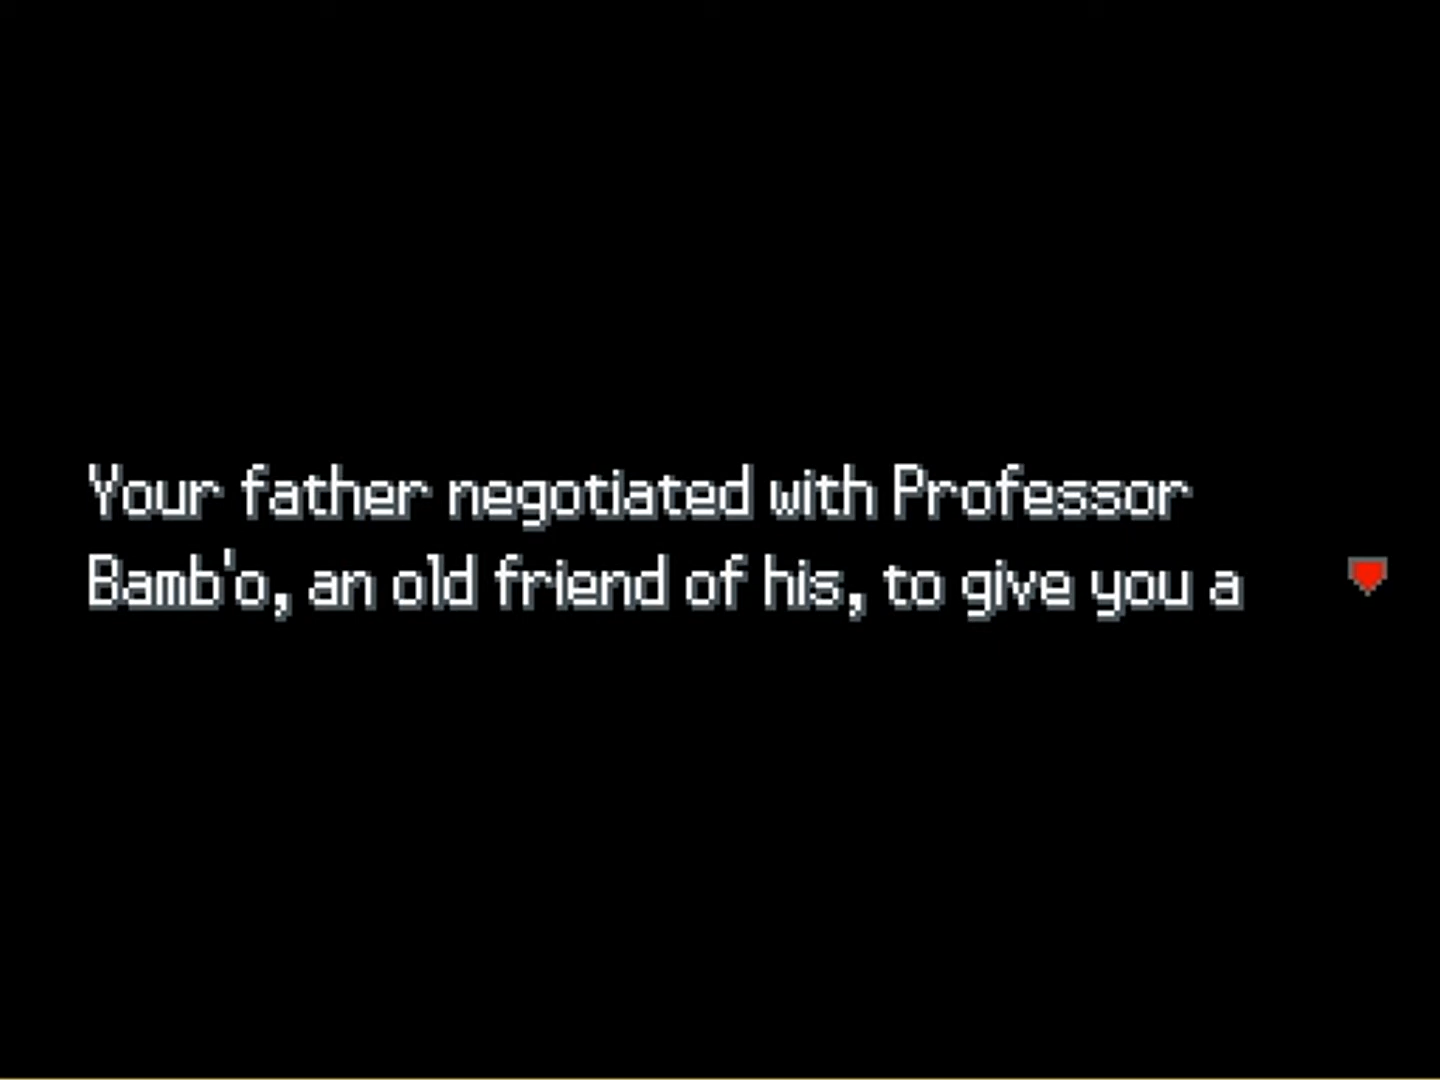 Your father negotiated with Professor
Bamb'o, an old friend of his, to give you a